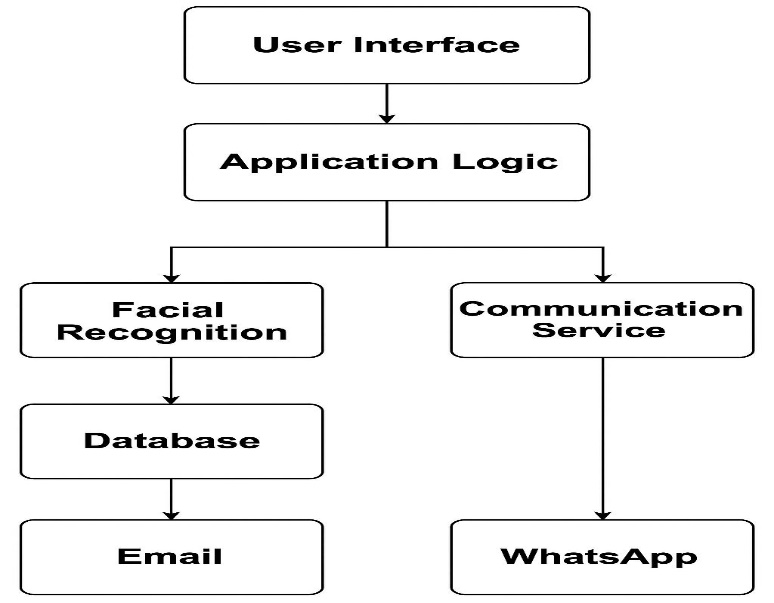 User Interface
Application Logic
Facial
Recognition
Communication
Service
Database
Email
WhatsApp